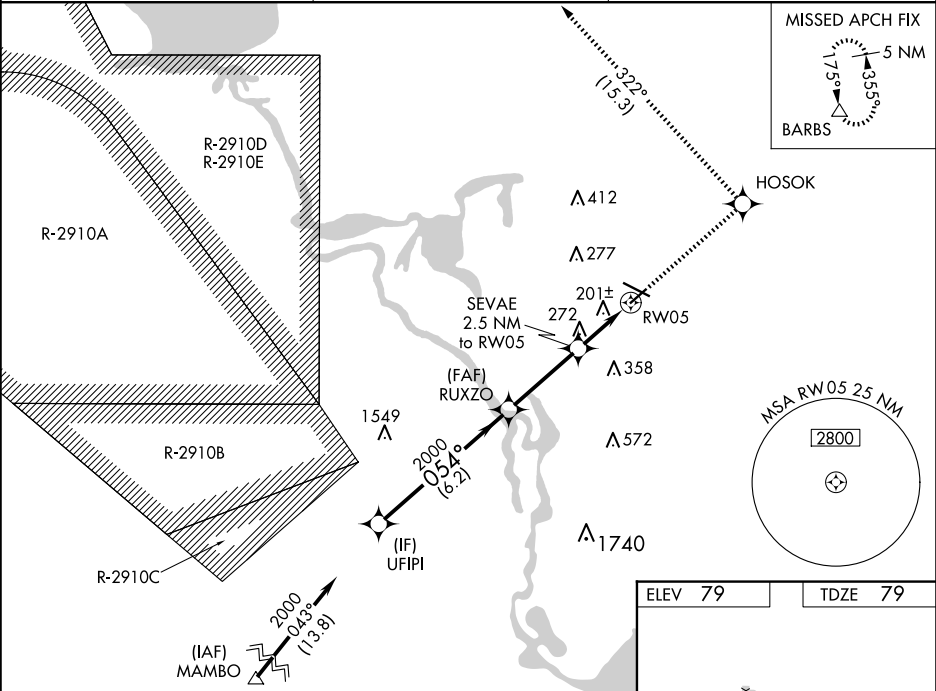 MISSED APCH FIX
5 NM
175°
355°
BARBS
322°
(15.3)
R-2910D
R-2910E
HOSOK
412
R-2910A
277
201±
SEVAE
2.5 NM
to RW05
272
RW05
(FAF)
RUXZO
358
1549
MSA RW 05 25 NM
2800
572
R-2910B
2000
054°
(6.2)
1740
(IF)
UFIPI
R-2910C
2000
043°
(13.8)
ELEV 79
TDZE 79
(IAF)
MAMBO